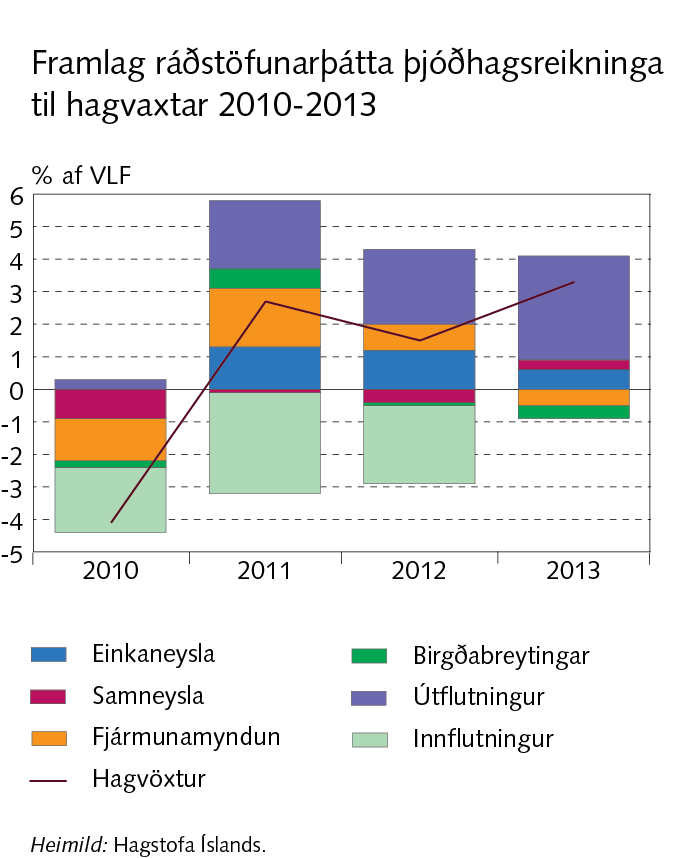 Framlag ráðstöfunarþátta þjóðhagsreikninga
til hagvaxtar 2010-2013
% af VLF
6
5
4
3
2
1
0
-1
-2
-3
-4
-5
2010 2011 2012 2013
Einkaneysla
Samneysla
Fjármunamyndun
Hagvöxtur
Birgðabreytingar
Útflutningur
Innflutningur
Heimild: Hagstofa Íslands.